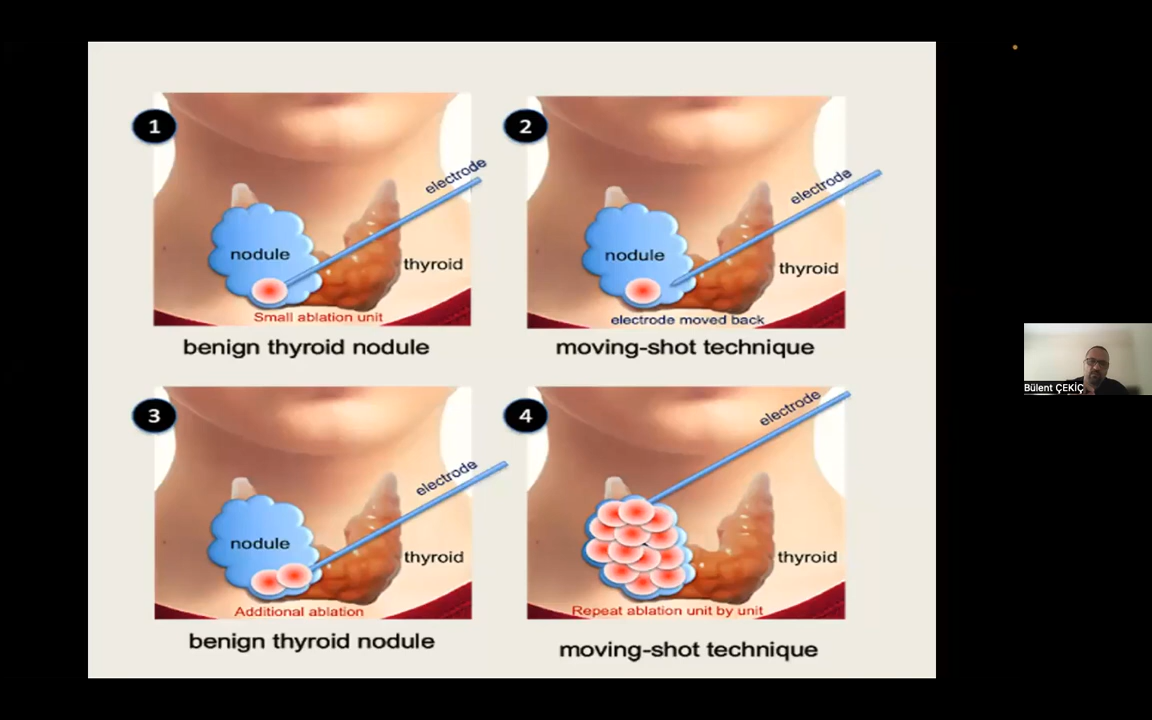 1
electrode
nodule
thyroid
Small ablation unit
benign thyroid nodule
2
electrode
nodule
thyroid
electrode moved back
moving-shot technique
3
electrode
nodule
thyroid
Additional ablation
benign thyroid nodule
4
electrode
thyroid
Repeat ablation unit by unit
moving-shot technique
Bülent ÇEKİÇ